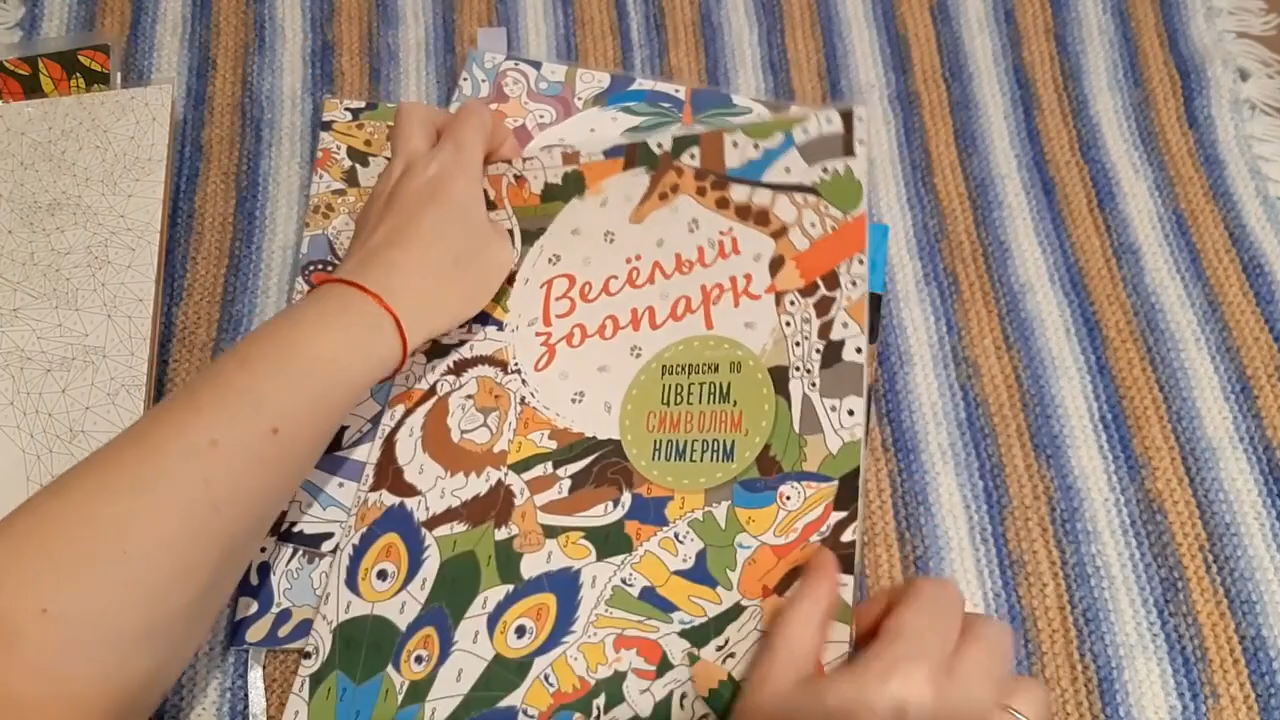 Весёлый
зоопарк
раскраски по
ЦВЕТАМ,
СИМВОЛАМ,
НОМЕРАМ